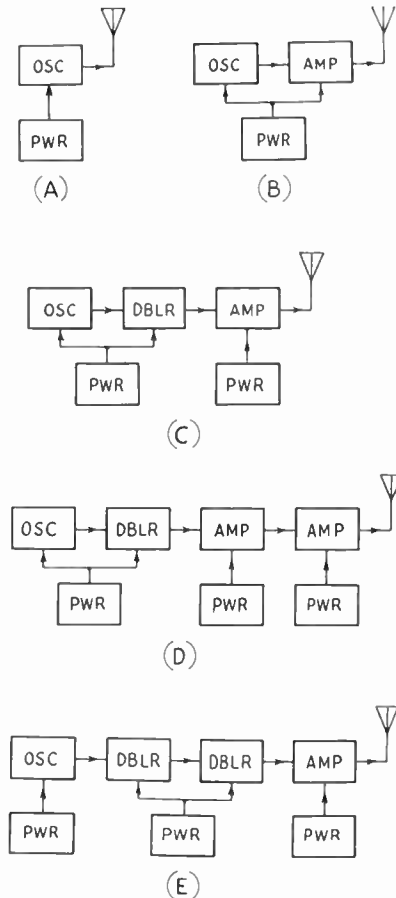 OSC
PWR
(A)
OSC AMP
PWR
(B)
OSC DBLR AMP
PWR PWR
(C)
OSC DBLR AMP AMP
PWR PWR PWR
(D)
OSC DBLR DBLR AMP
PWR PWR PWR
(E)